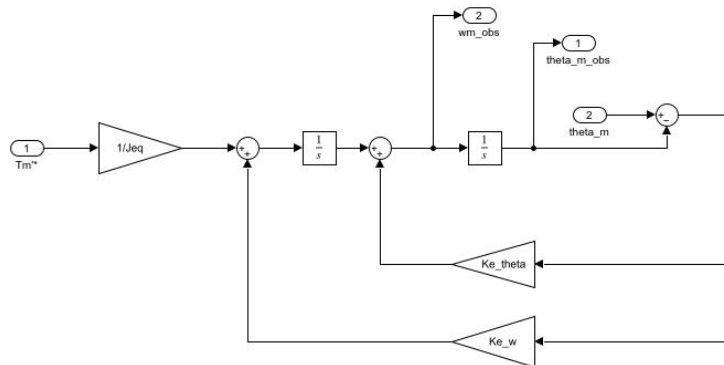 2
wm_obs
1
theta_m_obs
2
theta_m
+
−
1
Tm'*
1/Jeq
+
+
1
s
+
+
1
s
Ke_theta
Ke_w